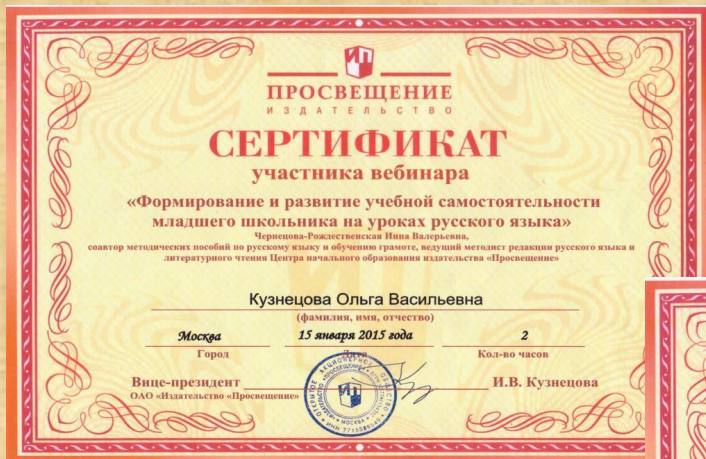 ИП
ПРОСВЕЩЕНИЕ
ИЗДАТЕЛЬСТВО
СЕРТИФИКАТ
участника вебинара
«Формирование и развитие учебной самостоятельности
младшего школьника на уроках русского языка»
Черненова-Рождественская Инна Валерьевна,
соавтор методических пособий по русскому языку и обучению грамоте, ведущий методист редакции русского языка и
литературного чтения Центра начального образования издательства «Просвещение»
Кузнецова Ольга Васильевна
(фамилия, имя, отчество)
Москва 15 января 2015 года 2
Город Дата Кол-во часов
Вице-президент И.В. Кузнецова
ОАО «Издательство «Просвещение»